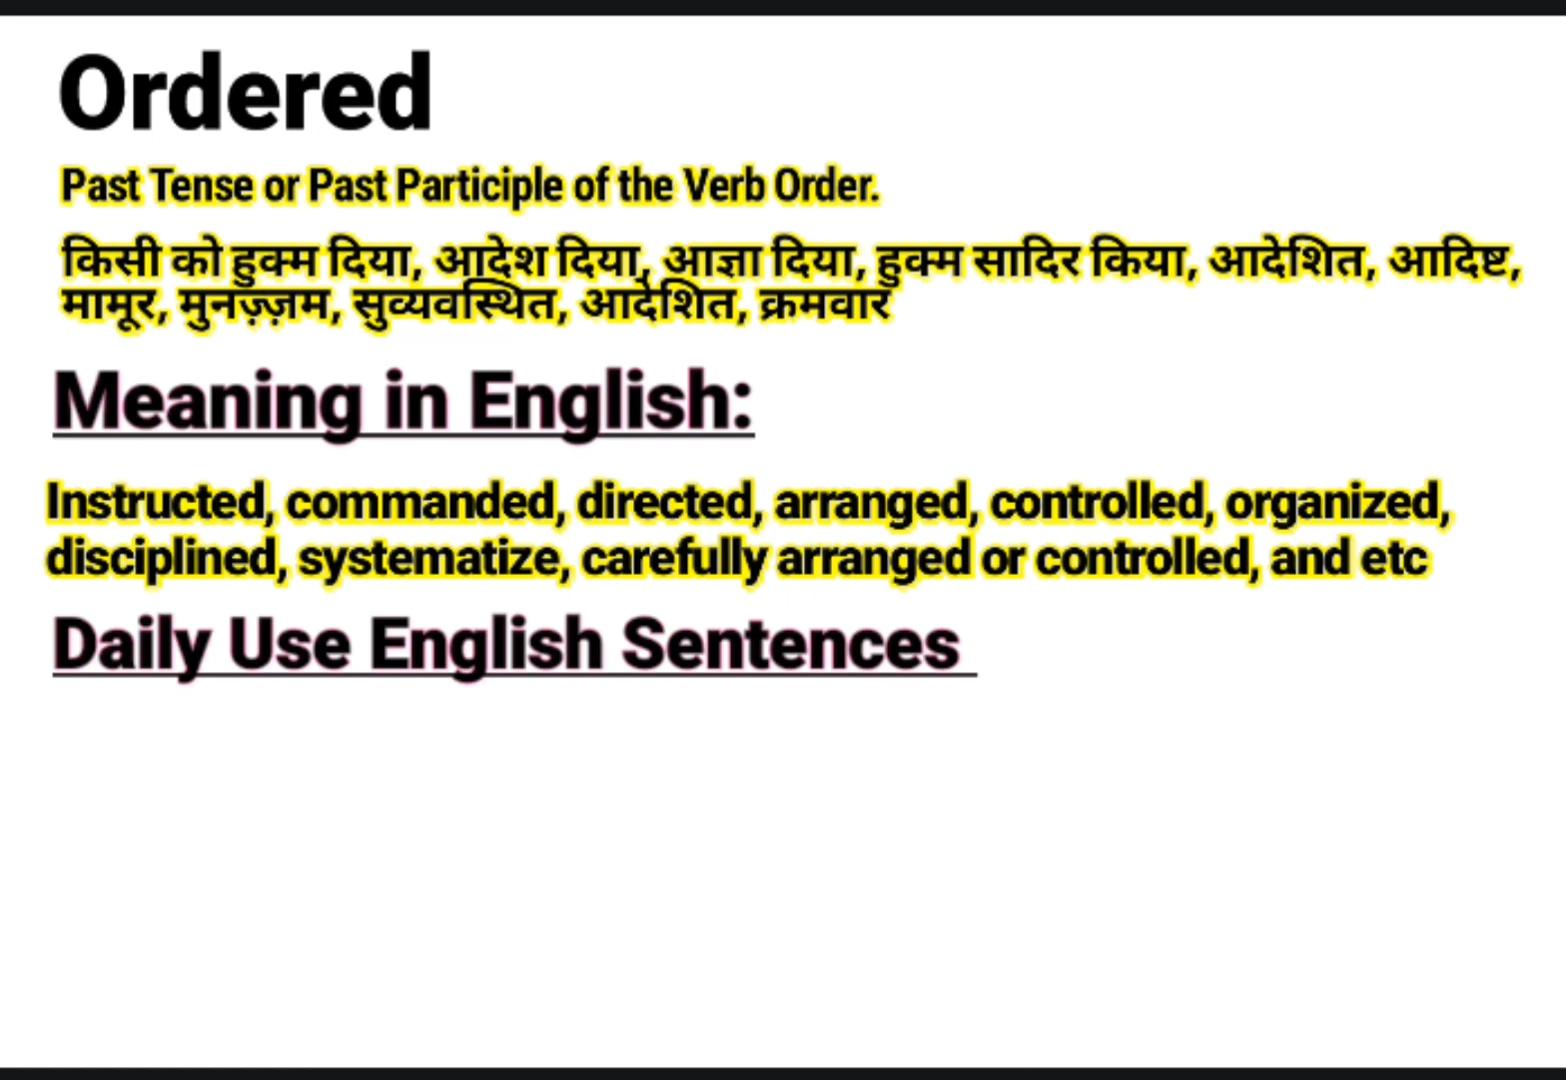 Ordered
Past Tense or Past Participle of the Verb Order.
किसी को हुक्म दिया, आदेश दिया, आज्ञा दिया, हुक्म सादिर किया, आदेशित, आदिष्ट,
मामूर, मुनज़्ज़म, सुव्यवस्थित, आदेशित, क्रमवार
Meaning in English:
Instructed, commanded, directed, arranged, controlled, organized,
disciplined, systematize, carefully arranged or controlled, and etc
Daily Use English Sentences